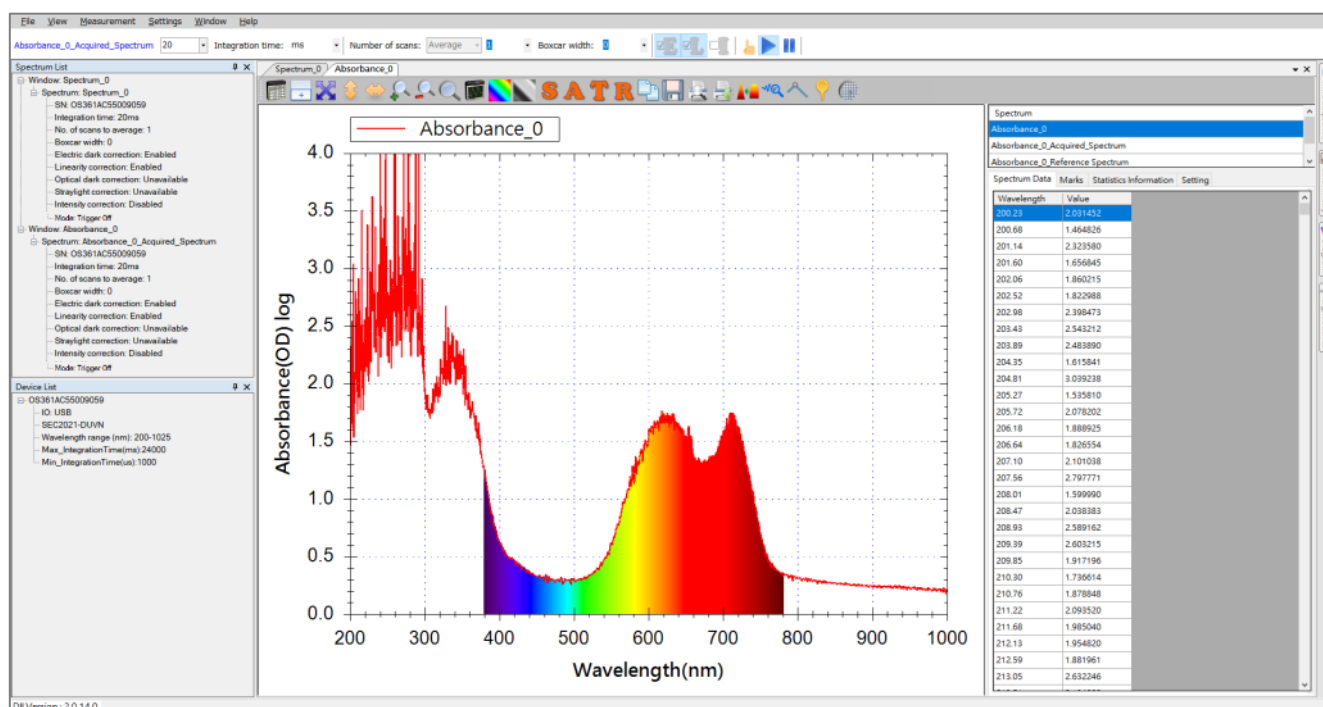 File View Measurement Settings Window Help
Absorbance_0_Acquired_Spectrum 20 Integration time: ms Number of scans: Average 1 Boxcar width: 0
Spectrum List
Window: Spectrum_0
Spectrum: Spectrum_0
SN: OS361AC55009059
Integration time: 20ms
No. of scans to average: 1
Boxcar width: 0
Electric dark correction: Enabled
Linearity correction: Enabled
Optical dark correction: Unavailable
Straylight correction: Unavailable
Intensity correction: Disabled
Mode: Trigger Off
Window: Absorbance_0
Spectrum: Absorbance_0_Acquired_Spectrum
SN: OS361AC55009059
Integration time: 20ms
No. of scans to average: 1
Boxcar width: 0
Electric dark correction: Enabled
Linearity correction: Enabled
Optical dark correction: Unavailable
Straylight correction: Unavailable
Intensity correction: Disabled
Mode: Trigger Off
Device List
OS361AC55009059
IO: USB
SEC2021-DUVN
Wavelength range (nm): 200-1025
Max_IntegrationTime(ms):24000
Min_IntegrationTime(us):1000
Spectrum_0 Absorbance_0
S A T R
Absorbance_0
Absorbance(OD) log
4.0
3.5
3.0
2.5
2.0
1.5
1.0
0.5
0.0
200 300 400 500 600 700 800 900 1000
Wavelength(nm)
Spectrum
Absorbance_0
Absorbance_0_Acquired_Spectrum
Absorbance_0_Reference Spectrum
Spectrum Data Marks Statistics Information Setting
Wavelength Value
200.23 2.031452
200.68 1.464826
201.14 2.323580
201.60 1.656845
202.06 1.860215
202.52 1.822988
202.98 2.398473
203.43 2.543212
203.89 2.483890
204.35 1.615841
204.81 3.039238
205.27 1.535810
205.72 2.078202
206.18 1.888925
206.64 1.826554
207.10 2.101038
207.56 2.797771
208.01 1.599990
208.47 2.038383
208.93 2.589162
209.39 2.603215
209.85 1.917196
210.30 1.736614
210.76 1.878848
211.22 2.093520
211.68 1.985040
212.13 1.954820
212.59 1.881961
213.05 2.632246